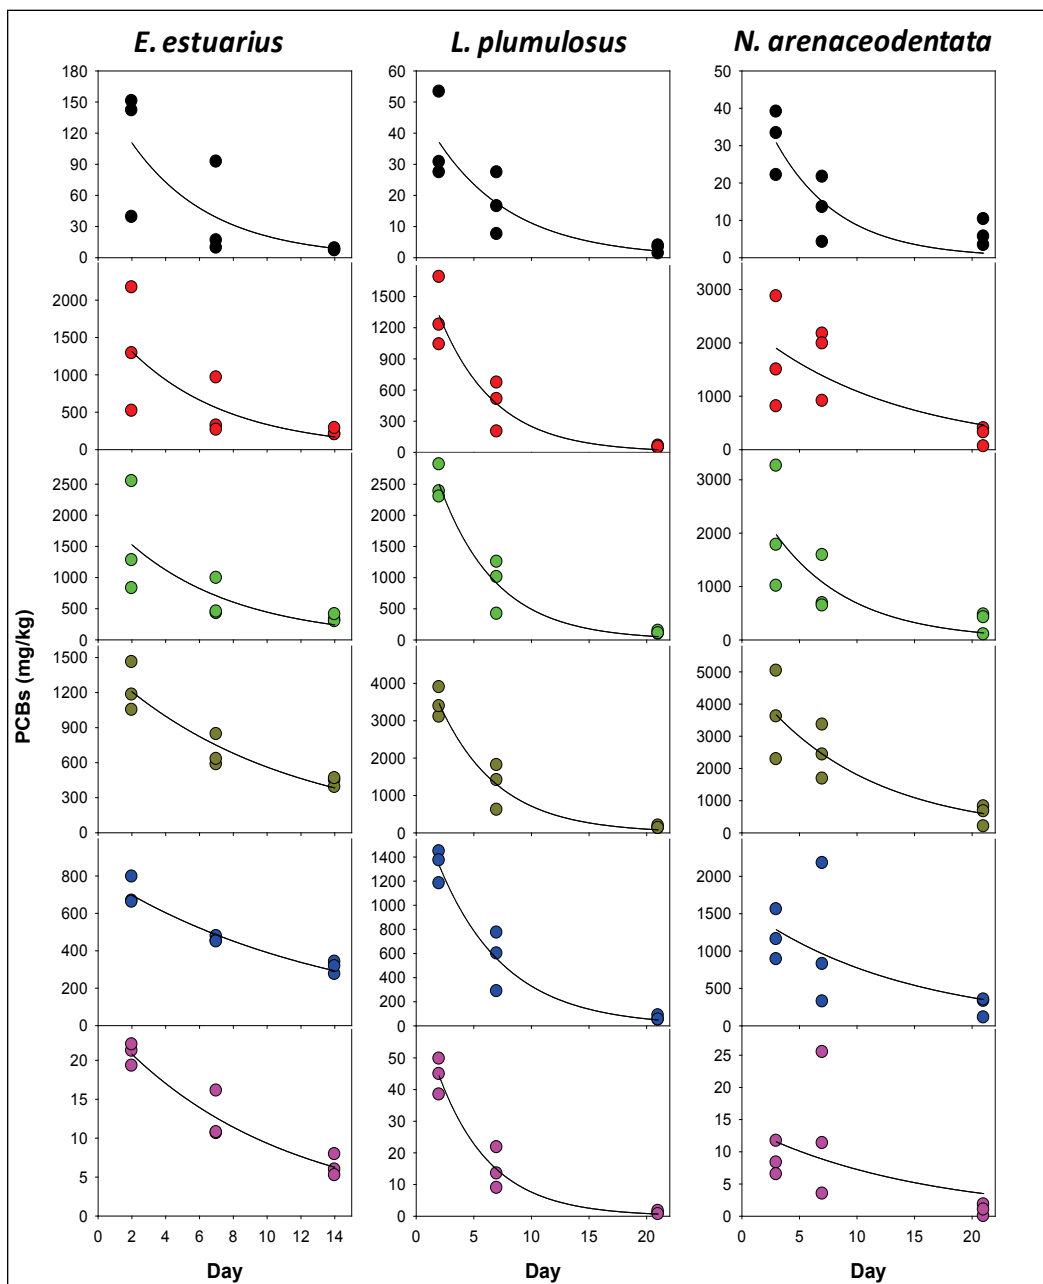 E. estuarius L. plumulosus N. arenaceodentata
180 60 50
150 50 40
120 40 30
90 30 20
60 20 10
30 10 0
0 0
2000 1500 3000
1500 1200 2000
1000 900 1000
500 600 0
0 300
0
2500 2500 3000
2000 2000 2000
1500 1500 1000
1000 1000 0
500 500
0 0
PCBs (mg/kg)
1500 4000 5000
1200 3000 4000
900 2000 3000
600 1000 2000
300 0 1000
0 0
800 1400 2000
600 1200 1500
400 1000 1000
200 800 500
0 600 0
400
200
0
20 50 25
15 40 20
10 30 15
5 20 10
0 10 5
0 0
0 2 4 6 8 10 12 14 0 5 10 15 20 0 5 10 15 20
Day Day Day